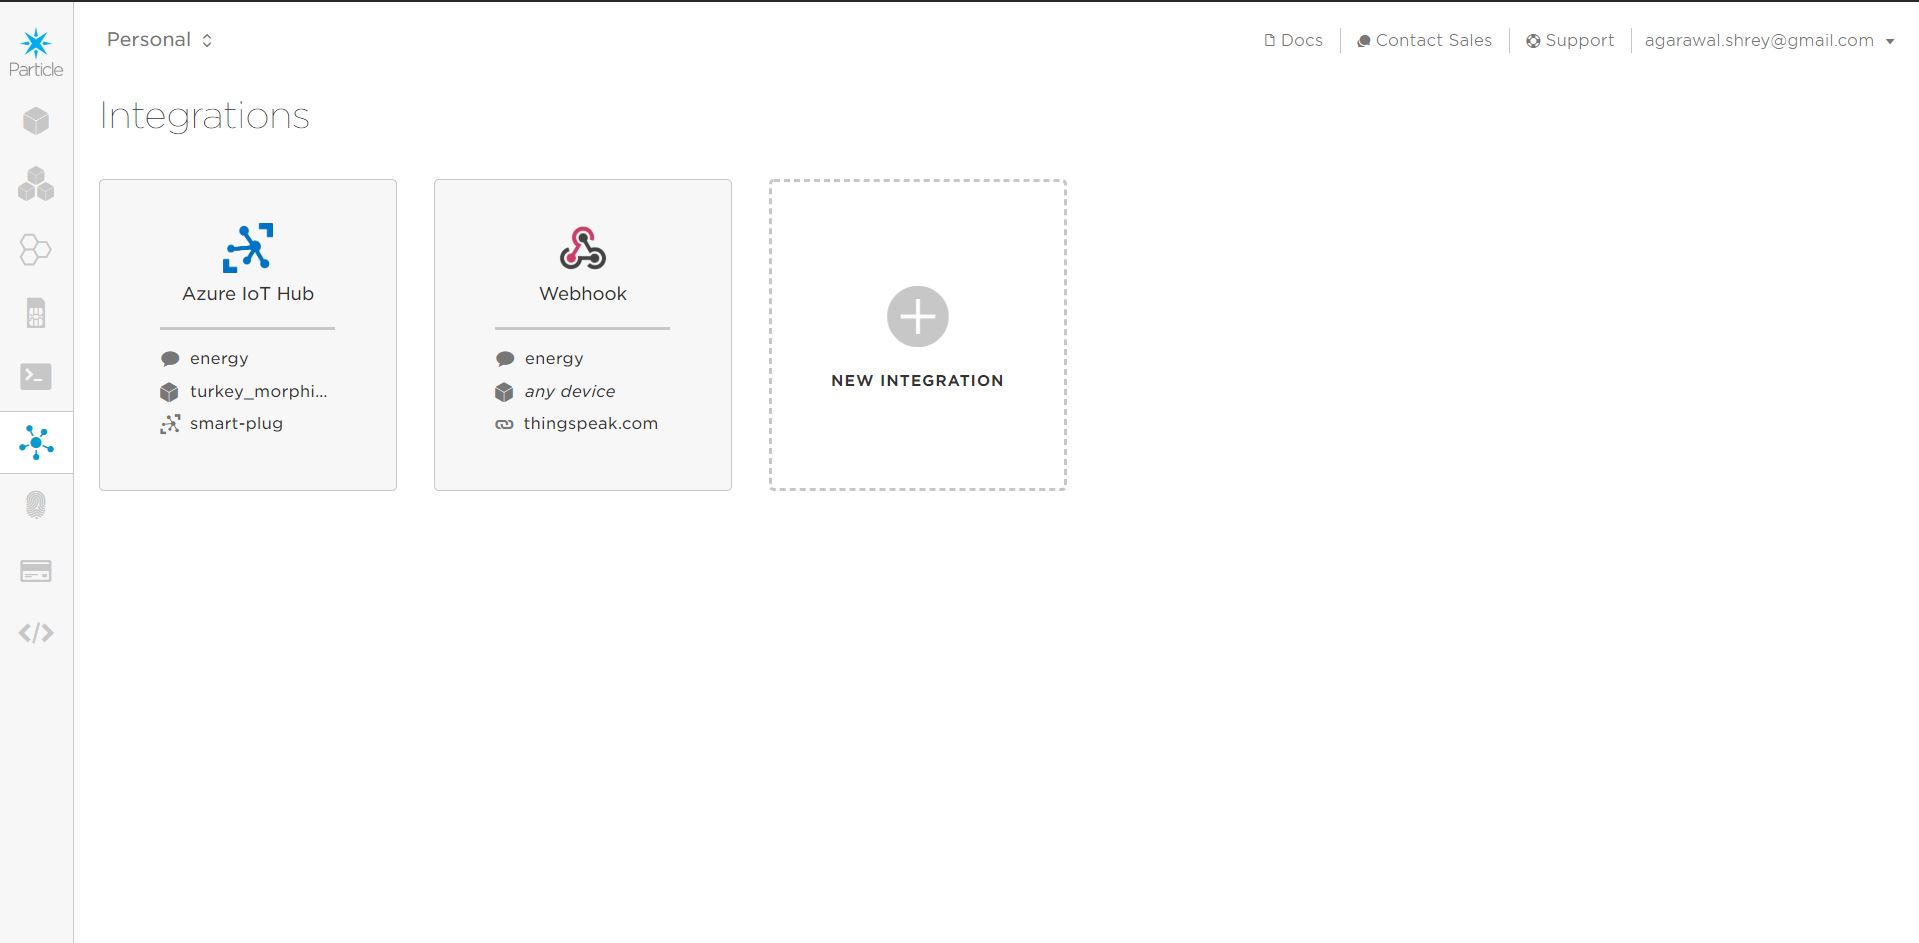 Particle
Personal
Docs
Contact Sales
Support
agarawal.shrey@gmail.com
Integrations
Azure IoT Hub
energy
turkey_morphi...
smart-plug
Webhook
energy
any device
thingspeak.com
NEW INTEGRATION